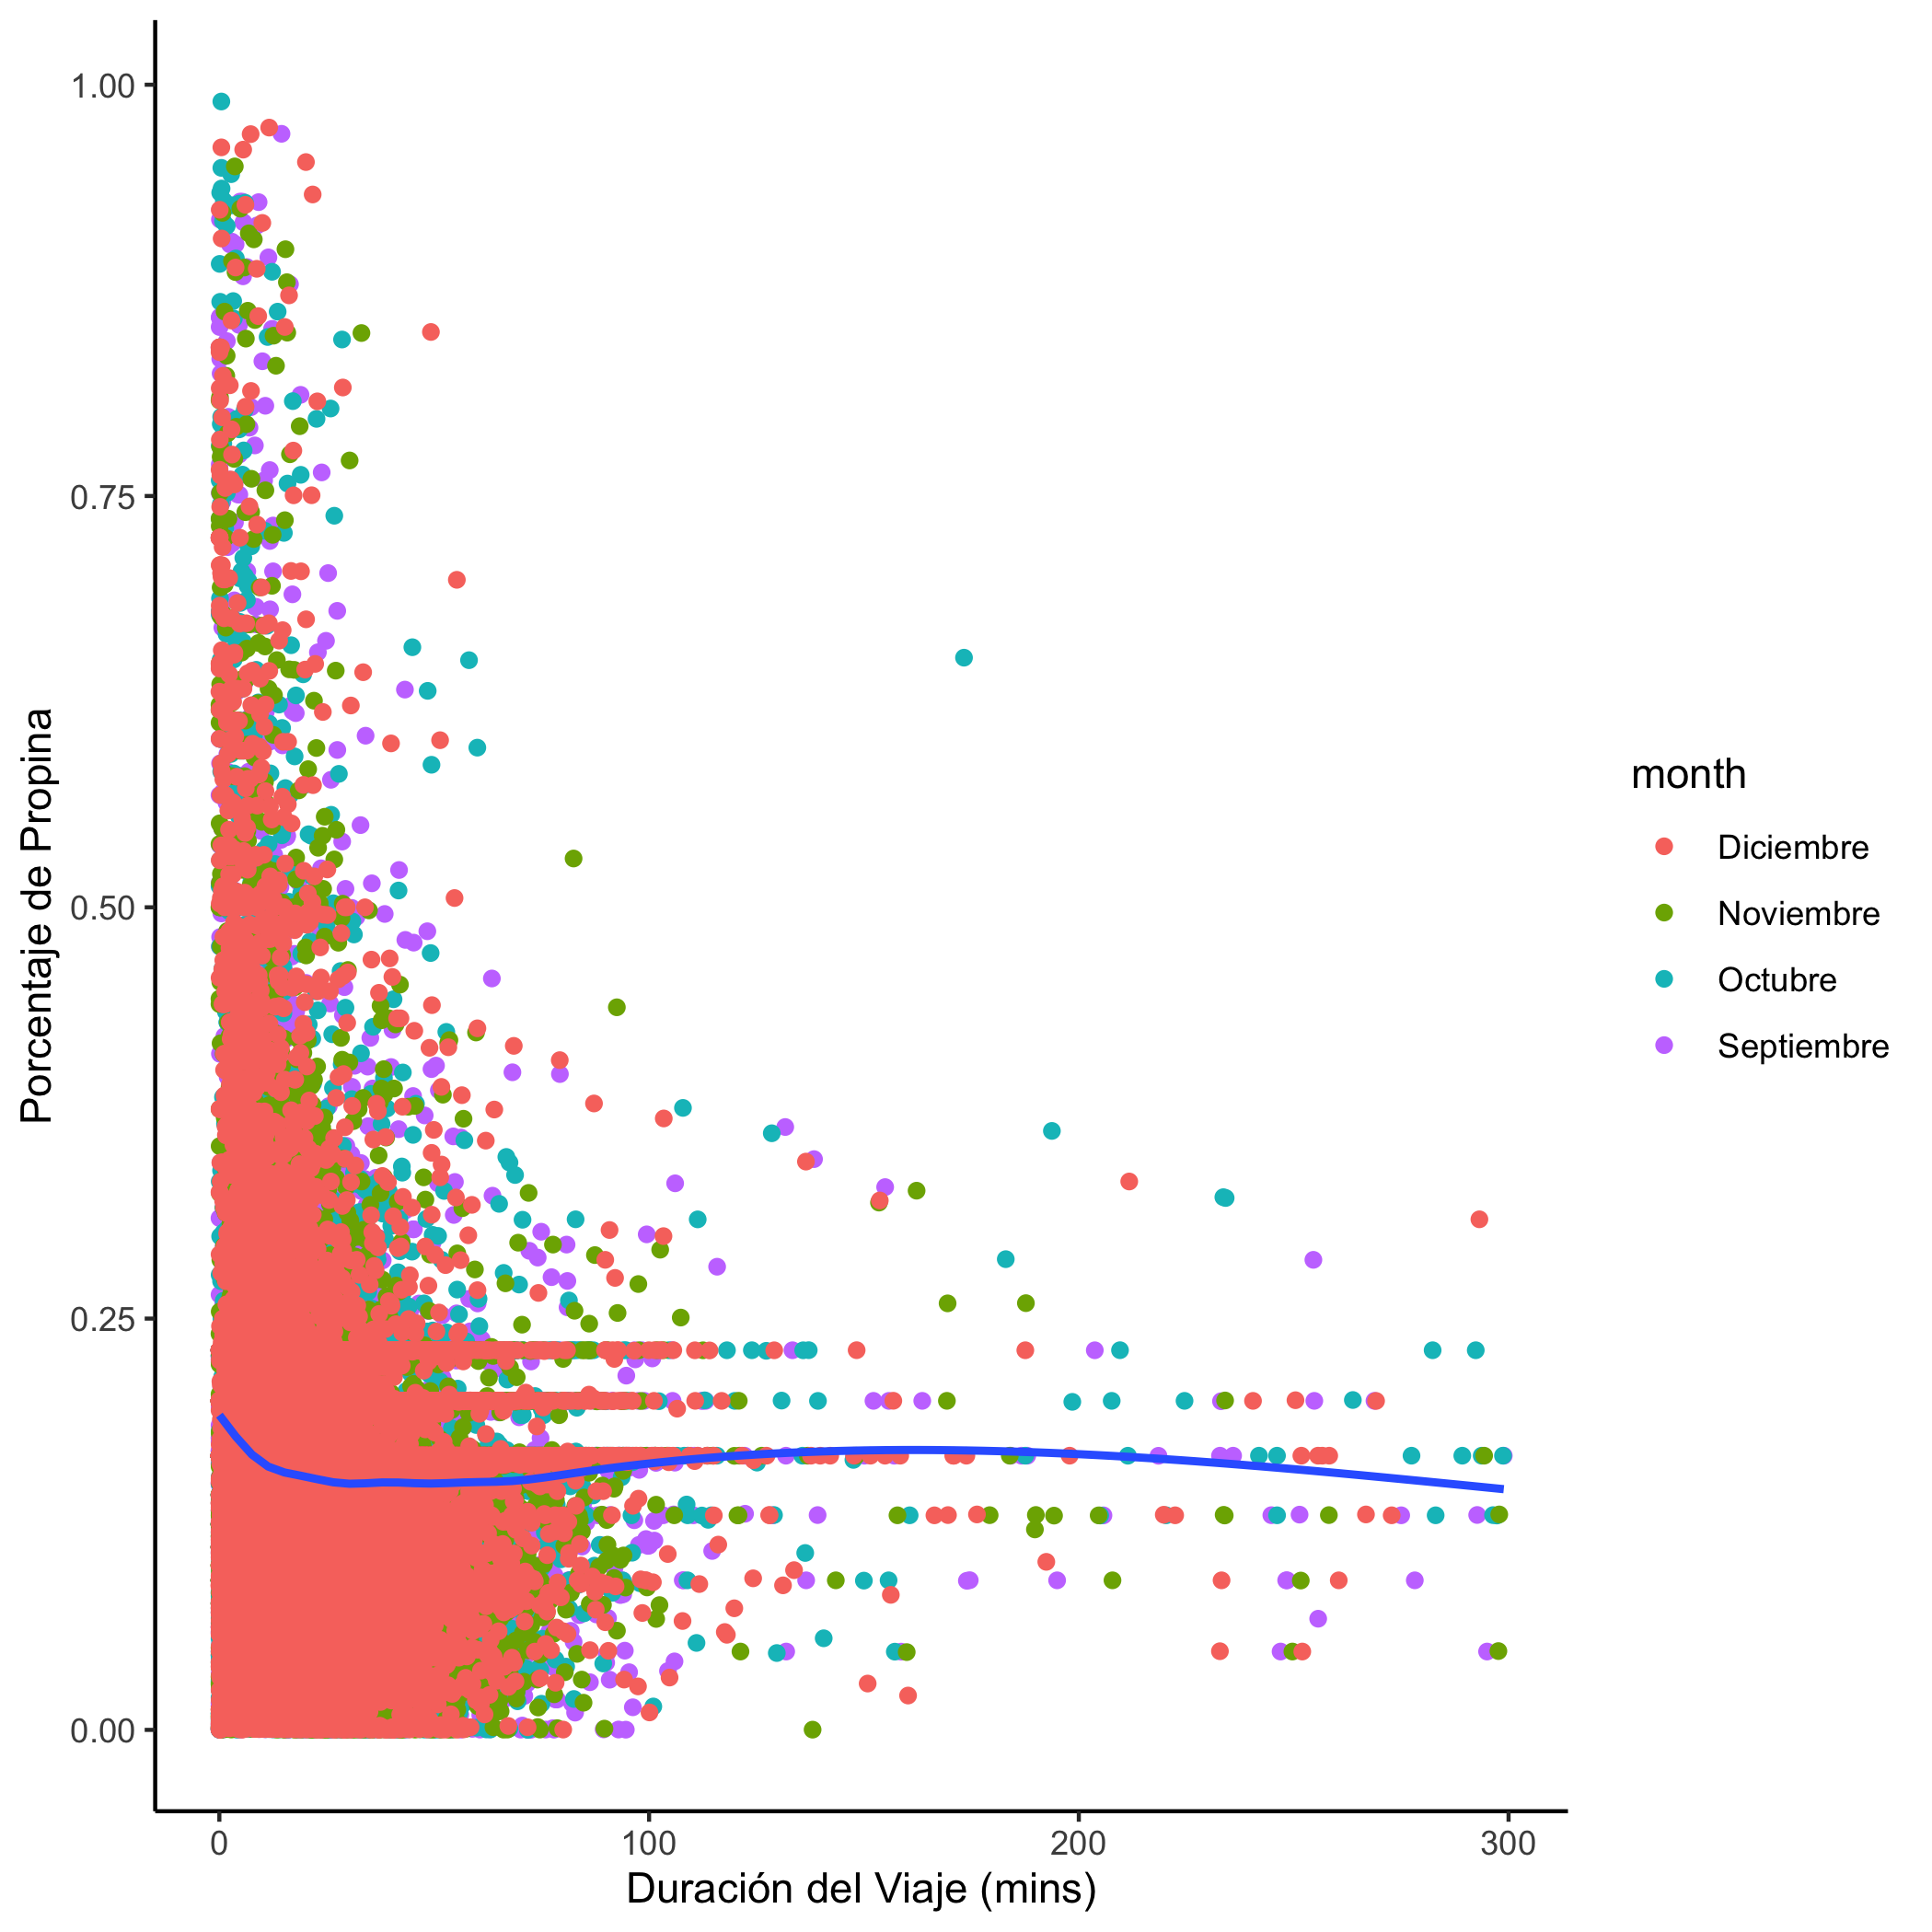 1.00
0.75
0.50
0.25
0.00
Porcentaje de Propina
0
100
200
300
Duración del Viaje (mins)
month
Diciembre
Noviembre
Octubre
Septiembre